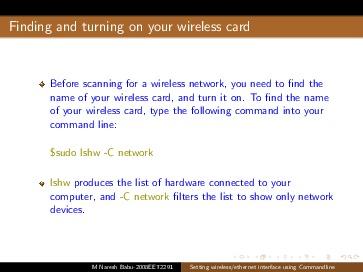 Finding and turning on your wireless card
Before scanning for a wireless network, you need to find the
name of your wireless card, and turn it on. To find the name
of your wireless card, type the following command into your
command line:
$sudo lshw -C network
lshw produces the list of hardware connected to your
computer, and -C network filters the list to show only network
devices.
M Naresh Babu-2008EET2291 Setting wireless/ethernet interface using Commandline